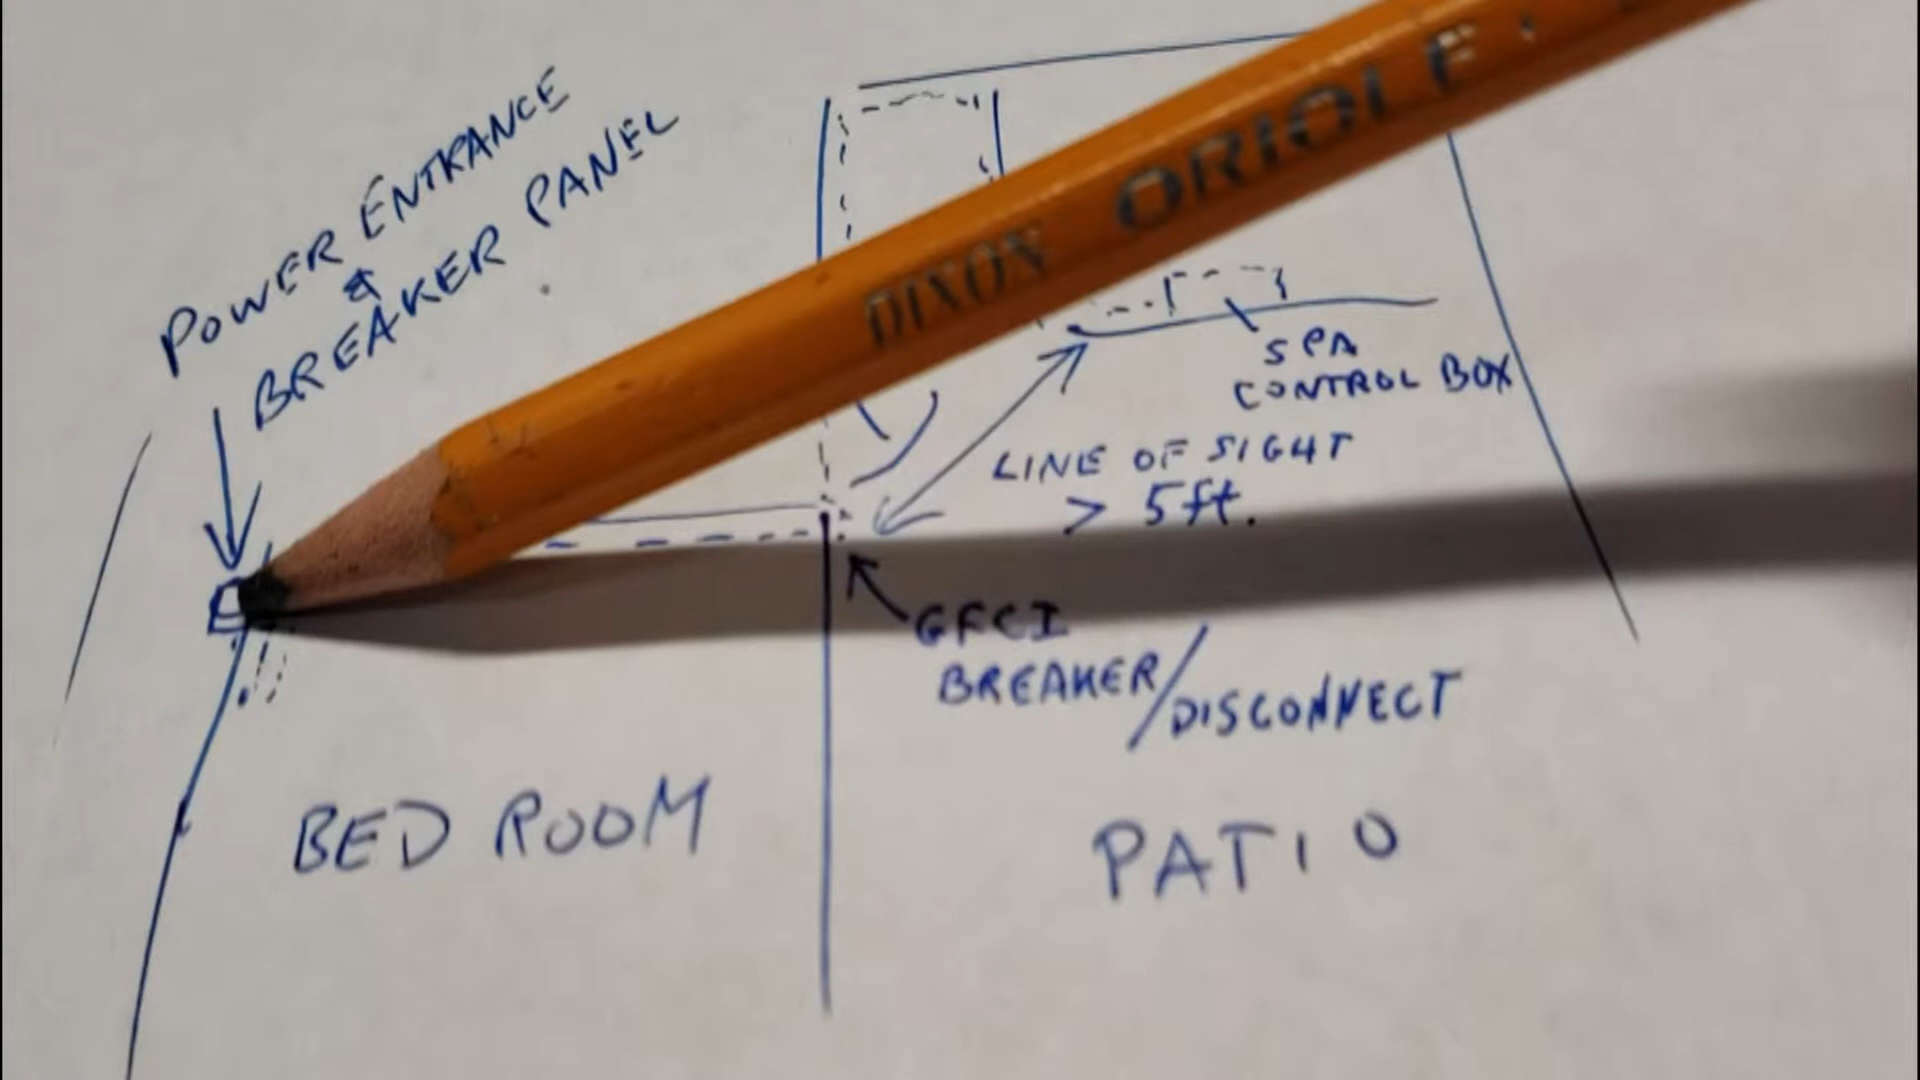 POWER ENTRANCE
&
BREAKER PANEL
DIXON ORIOLE
SPA
CONTROL BOX
LINE OF SIGHT
> 5ft.
GFCI
BREAKER/DISCONNECT
BED ROOM
PATIO